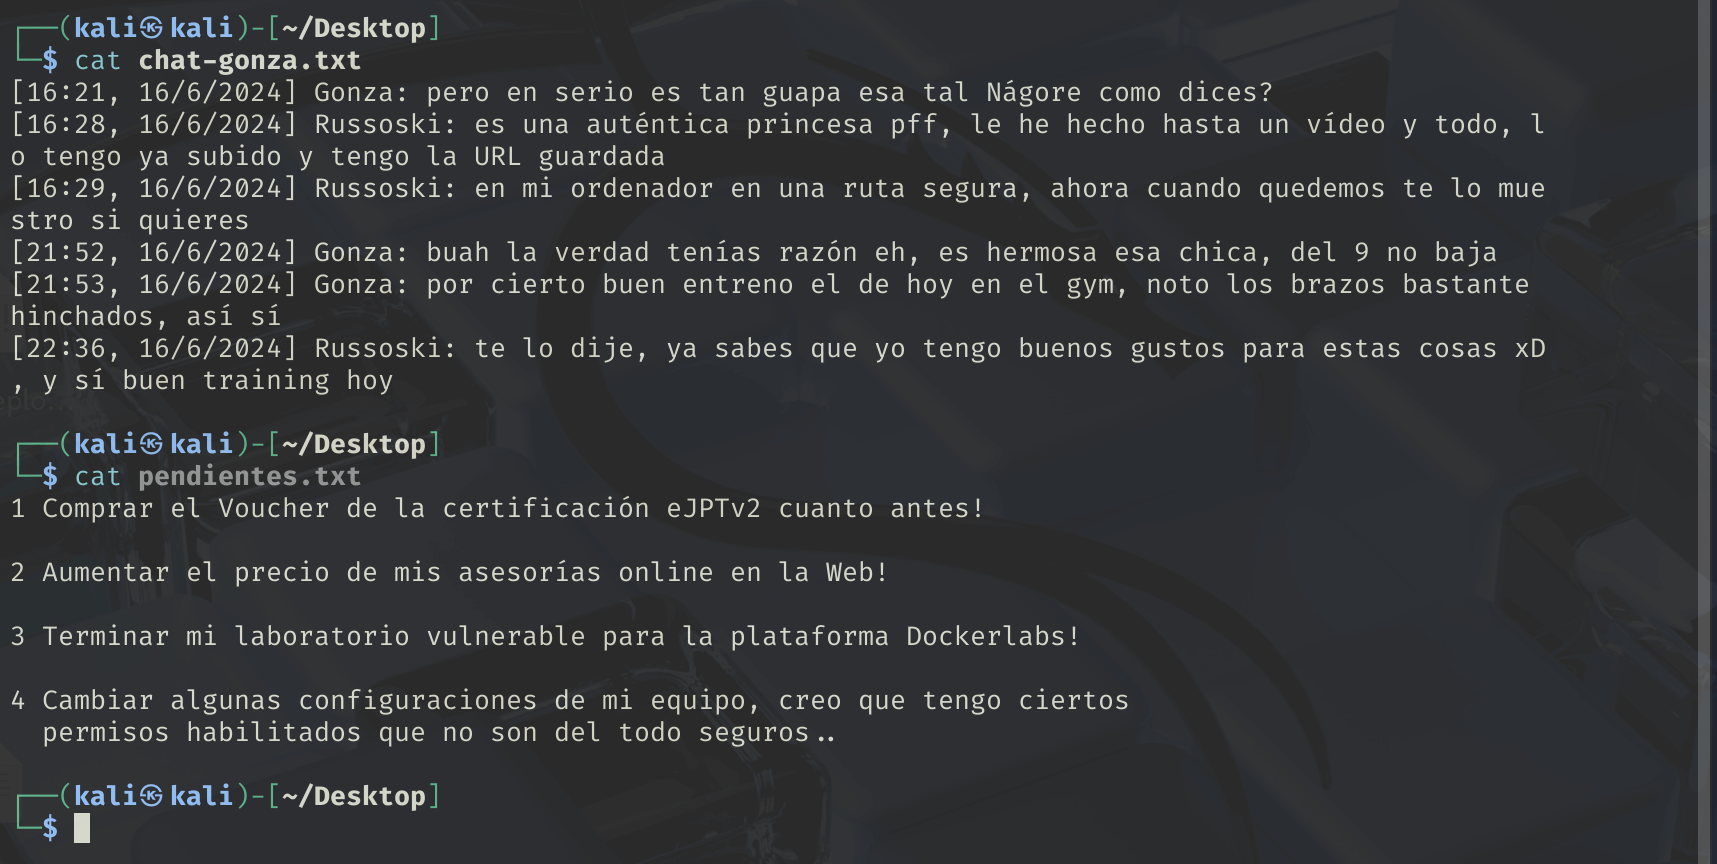 ┌──(kali㉿kali)-[~/Desktop]
└─$ cat chat-gonza.txt
[16:21, 16/6/2024] Gonza: pero en serio es tan guapa esa tal Nágore como dices?
[16:28, 16/6/2024] Russoski: es una auténtica princesa pff, le he hecho hasta un vídeo y todo, l
o tengo ya subido y tengo la URL guardada
[16:29, 16/6/2024] Russoski: en mi ordenador en una ruta segura, ahora cuando quedemos te lo mue
stro si quieres
[21:52, 16/6/2024] Gonza: buah la verdad tenías razón eh, es hermosa esa chica, del 9 no baja
[21:53, 16/6/2024] Gonza: por cierto buen entreno el de hoy en el gym, noto los brazos bastante
hinchados, así sí
[22:36, 16/6/2024] Russoski: te lo dije, ya sabes que yo tengo buenos gustos para estas cosas xD
, y sí buen training hoy
┌──(kali㉿kali)-[~/Desktop]
└─$ cat pendientes.txt
1 Comprar el Voucher de la certificación eJPTv2 cuanto antes!
2 Aumentar el precio de mis asesorías online en la Web!
3 Terminar mi laboratorio vulnerable para la plataforma Dockerlabs!
4 Cambiar algunas configuraciones de mi equipo, creo que tengo ciertos
permisos habilitados que no son del todo seguros..
┌──(kali㉿kali)-[~/Desktop]
└─$